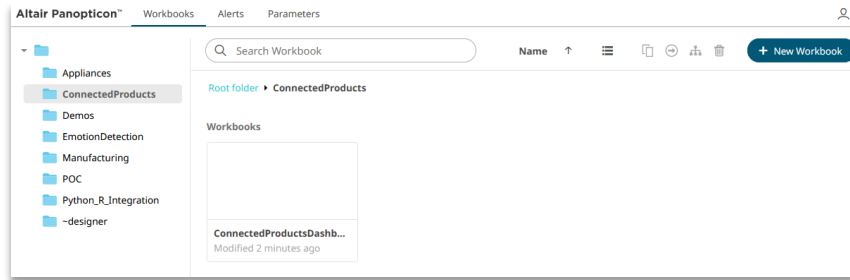 Altair Panopticon™ Workbooks Alerts Parameters
Search Workbook Name + New Workbook
Appliances
ConnectedProducts
Demos
EmotionDetection
Manufacturing
POC
Python_R_Integration
~designer
Root folder ConnectedProducts
Workbooks
ConnectedProductsDashb...
Modified 2 minutes ago